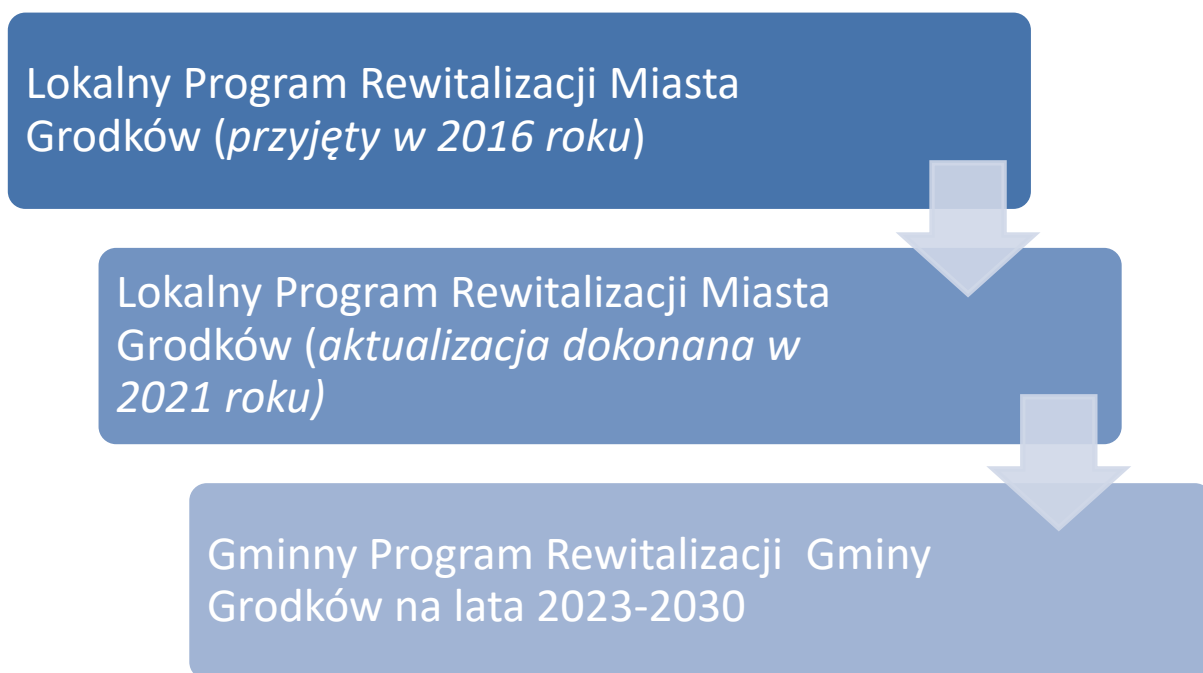 Lokalny Program Rewitalizacji Miasta
Grodków (przyjęty w 2016 roku)
Lokalny Program Rewitalizacji Miasta
Grodków (aktualizacja dokonana w
2021 roku)
Gminny Program Rewitalizacji  Gminy
Grodków na lata 2023-2030